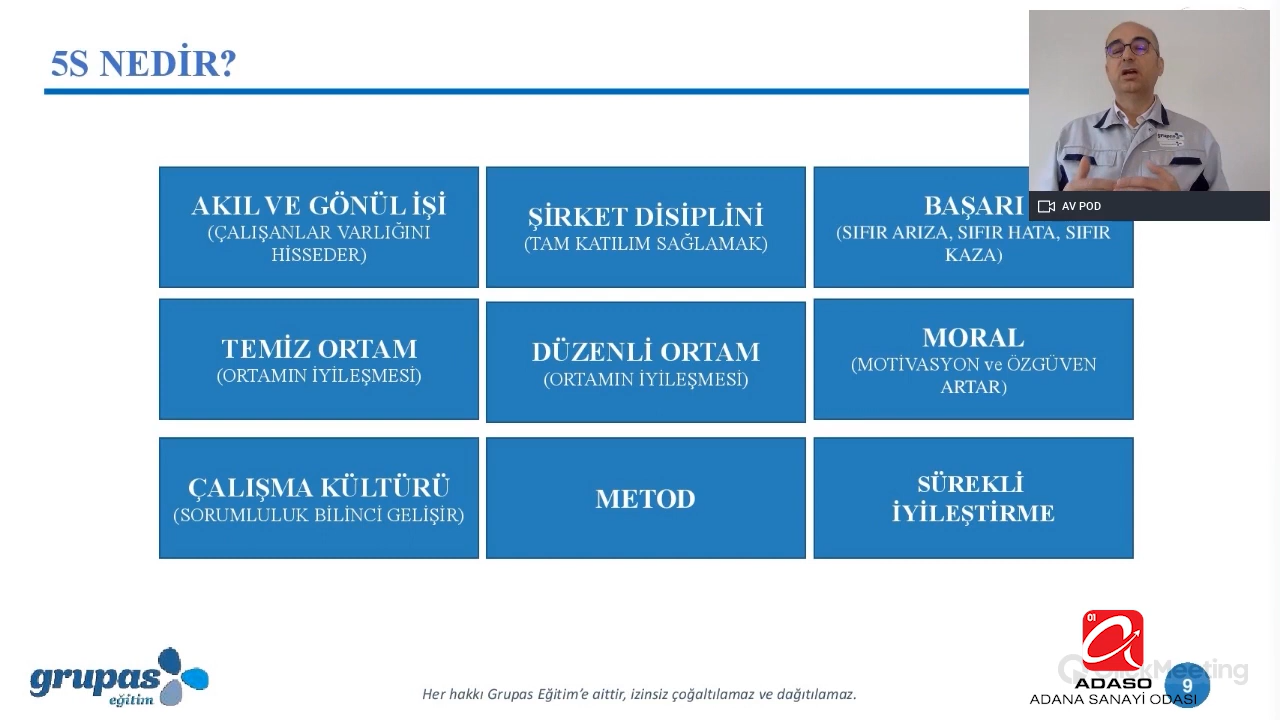 5S NEDİR?
AKIL VE GÖNÜL İŞİ
(ÇALIŞANLAR VARLIĞINI
HİSSEDER)
ŞİRKET DİSİPLİNİ
(TAM KATILIM SAĞLAMAK)
BAŞARI
(SIFIR ARIZA, SIFIR HATA, SIFIR
KAZA)
TEMİZ ORTAM
(ORTAMIN İYİLEŞMESİ)
DÜZENLİ ORTAM
(ORTAMIN İYİLEŞMESİ)
MORAL
(MOTİVASYON ve ÖZGÜVEN
ARTAR)
ÇALIŞMA KÜLTÜRÜ
(SORUMLULUK BİLİNCİ GELİŞİR)
METOD
SÜREKLİ
İYİLEŞTİRME
grupas
AV POD
grupas
eğitim
Her hakkı Grupas Eğitim'e aittir, izinsiz çoğaltılamaz ve dağıtılamaz.
01
ClickMeeting
ADASO
ADANA SANAYİ ODASI
9